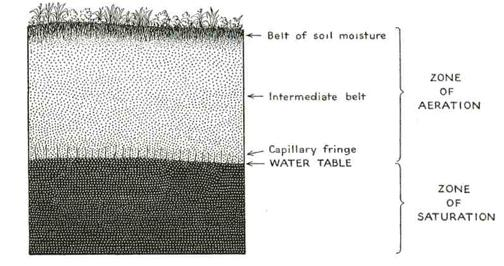 Belt of soil moisture
Intermediate belt
ZONE
OF
AERATION
Capillary fringe
WATER TABLE
ZONE
OF
SATURATION